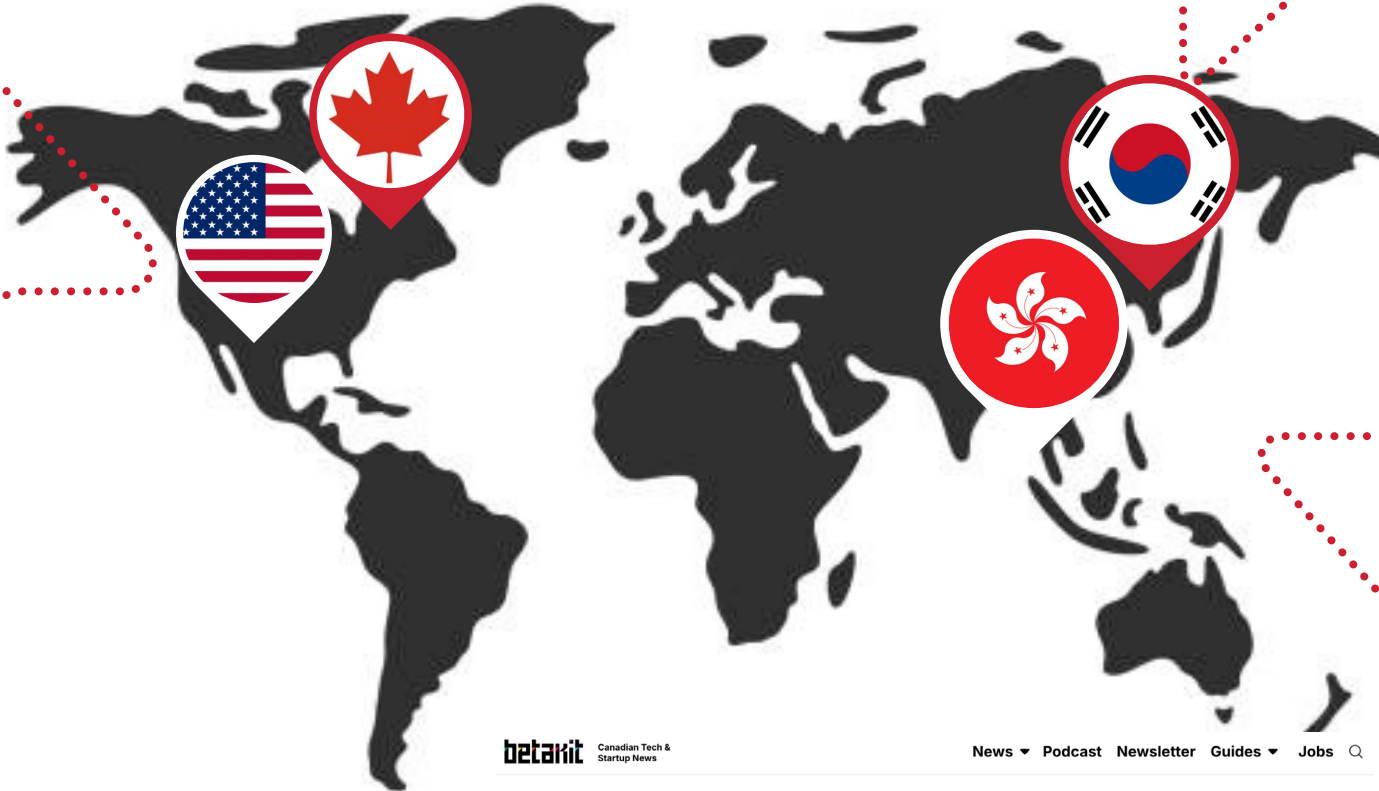 betakit
Canadian Tech &
Startup News
News
Podcast
Newsletter
Guides
Jobs